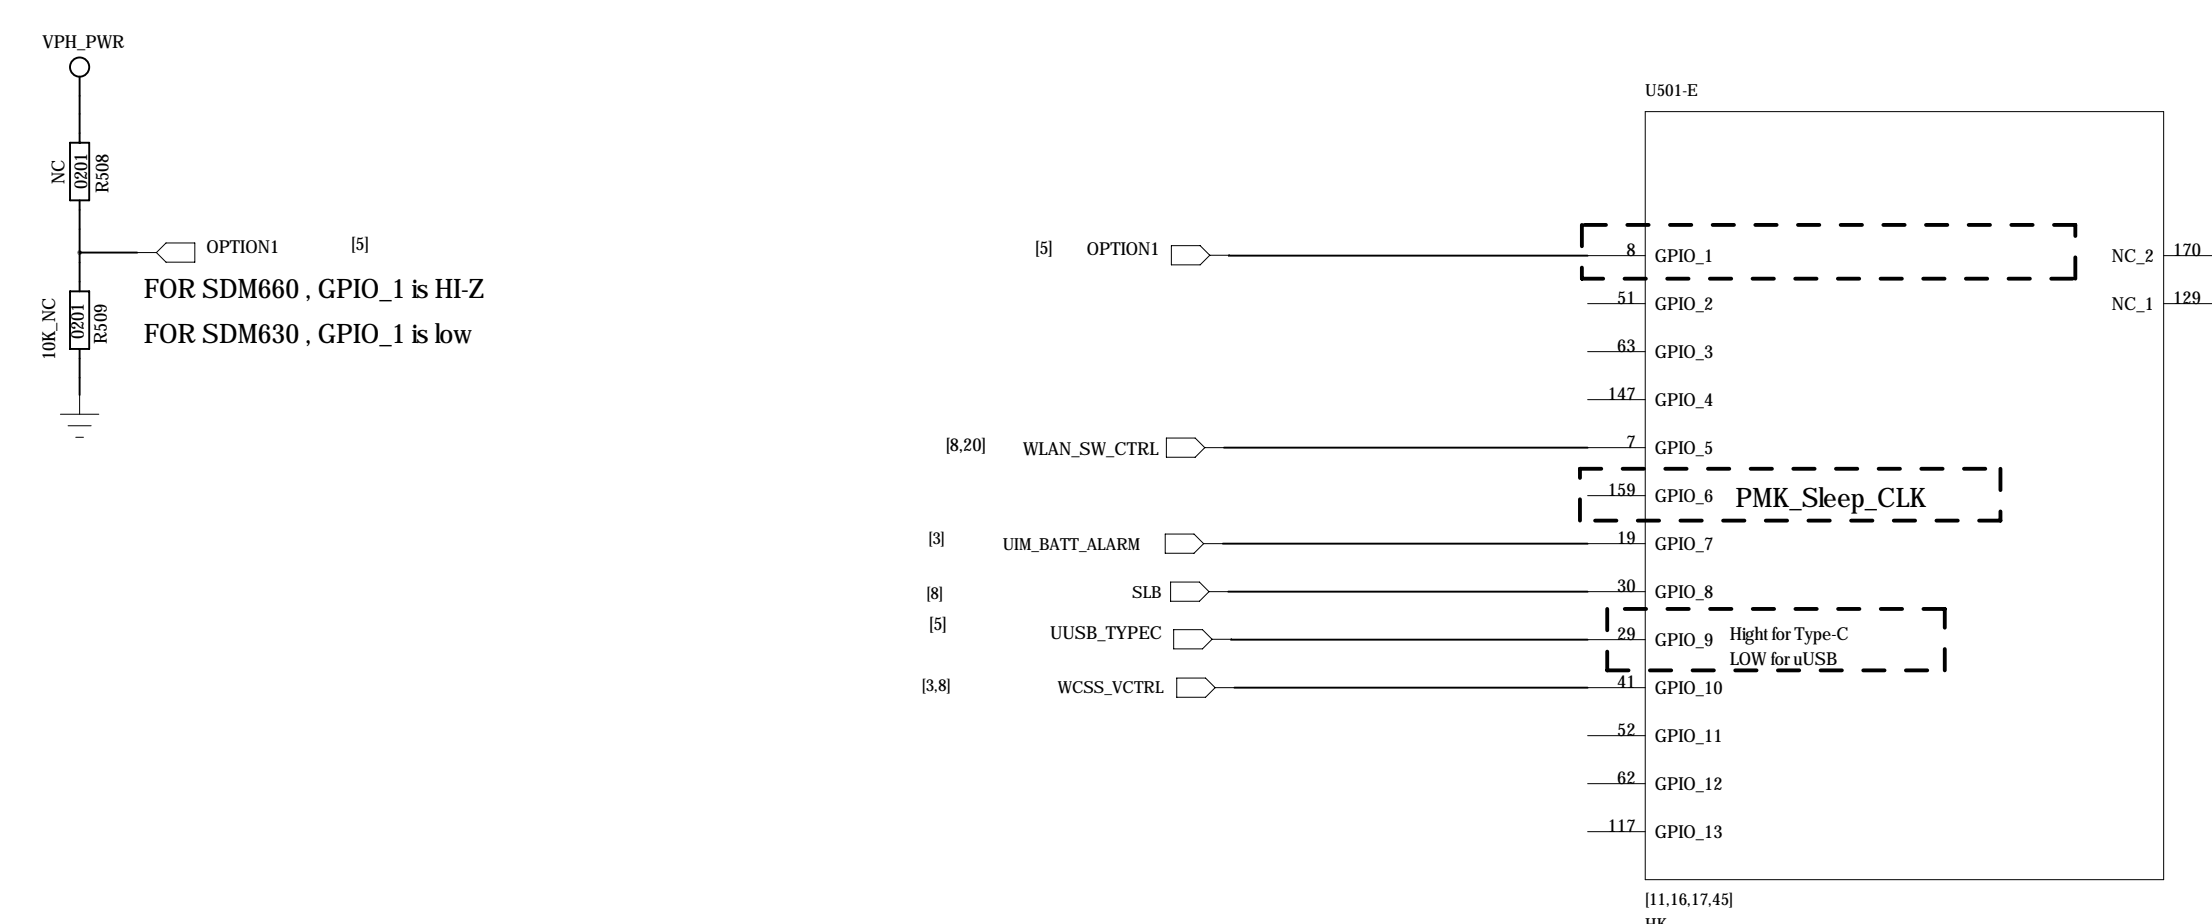 VPH_PWR
NC
0201
R508
OPTION1 [5]
FOR SDM660 , GPIO_1 is HI-Z
FOR SDM630 , GPIO_1 is low
10K_NC
0201
R509
U501-E
[5] OPTION1 8 GPIO_1 NC_2 170
51 GPIO_2 NC_1 129
63 GPIO_3
147 GPIO_4
[8,20] WLAN_SW_CTRL 7 GPIO_5
159 GPIO_6 PMK_Sleep_CLK
[3] UIM_BATT_ALARM 19 GPIO_7
[8] SLB 30 GPIO_8
[5] UUSB_TYPEC 29 GPIO_9 Hight for Type-C
LOW for uUSB
[3,8] WCSS_VCTRL 41 GPIO_10
52 GPIO_11
62 GPIO_12
117 GPIO_13
[11,16,17,45]